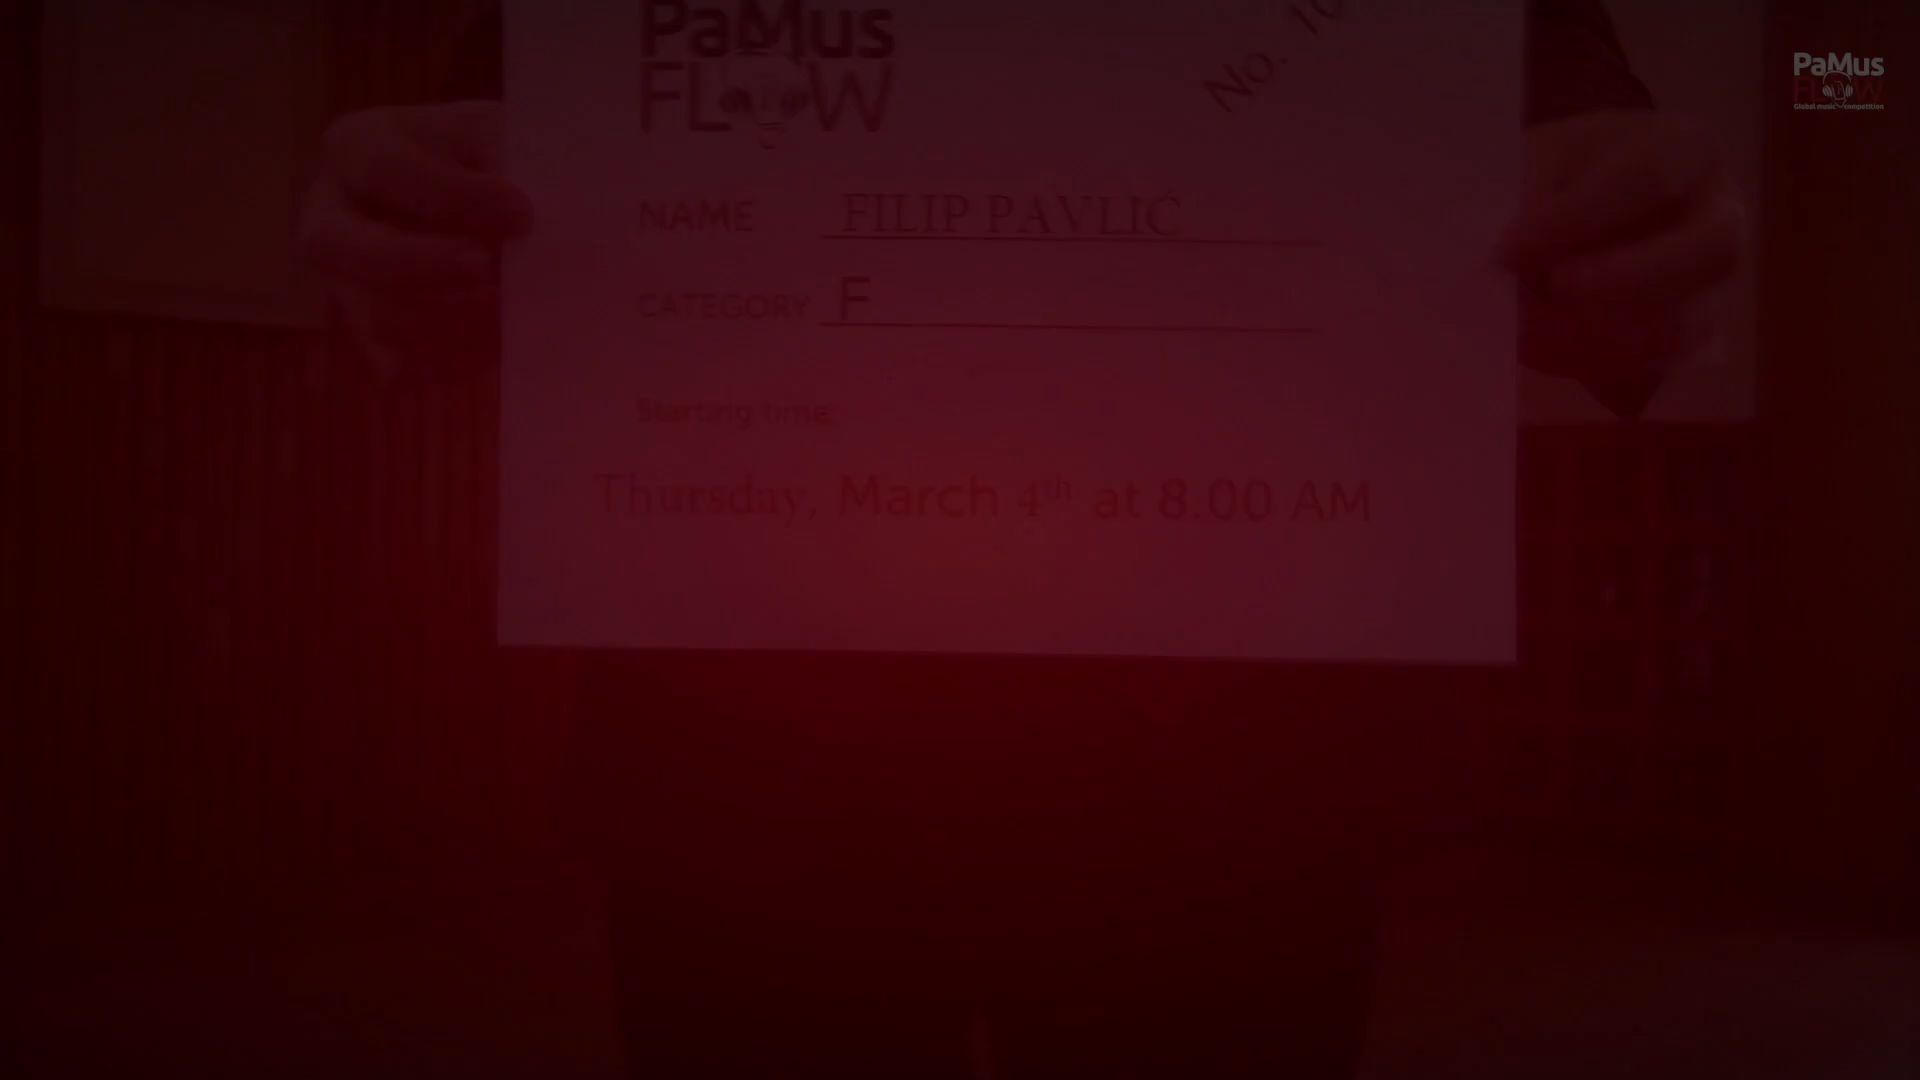 PaMus
FLOW
No. 10
NAME FILIP PAVLIĆ
CATEGORY F
Starting time:
Thursday, March 4th at 8.00 AM
PaMus
FLOW
Global music competition